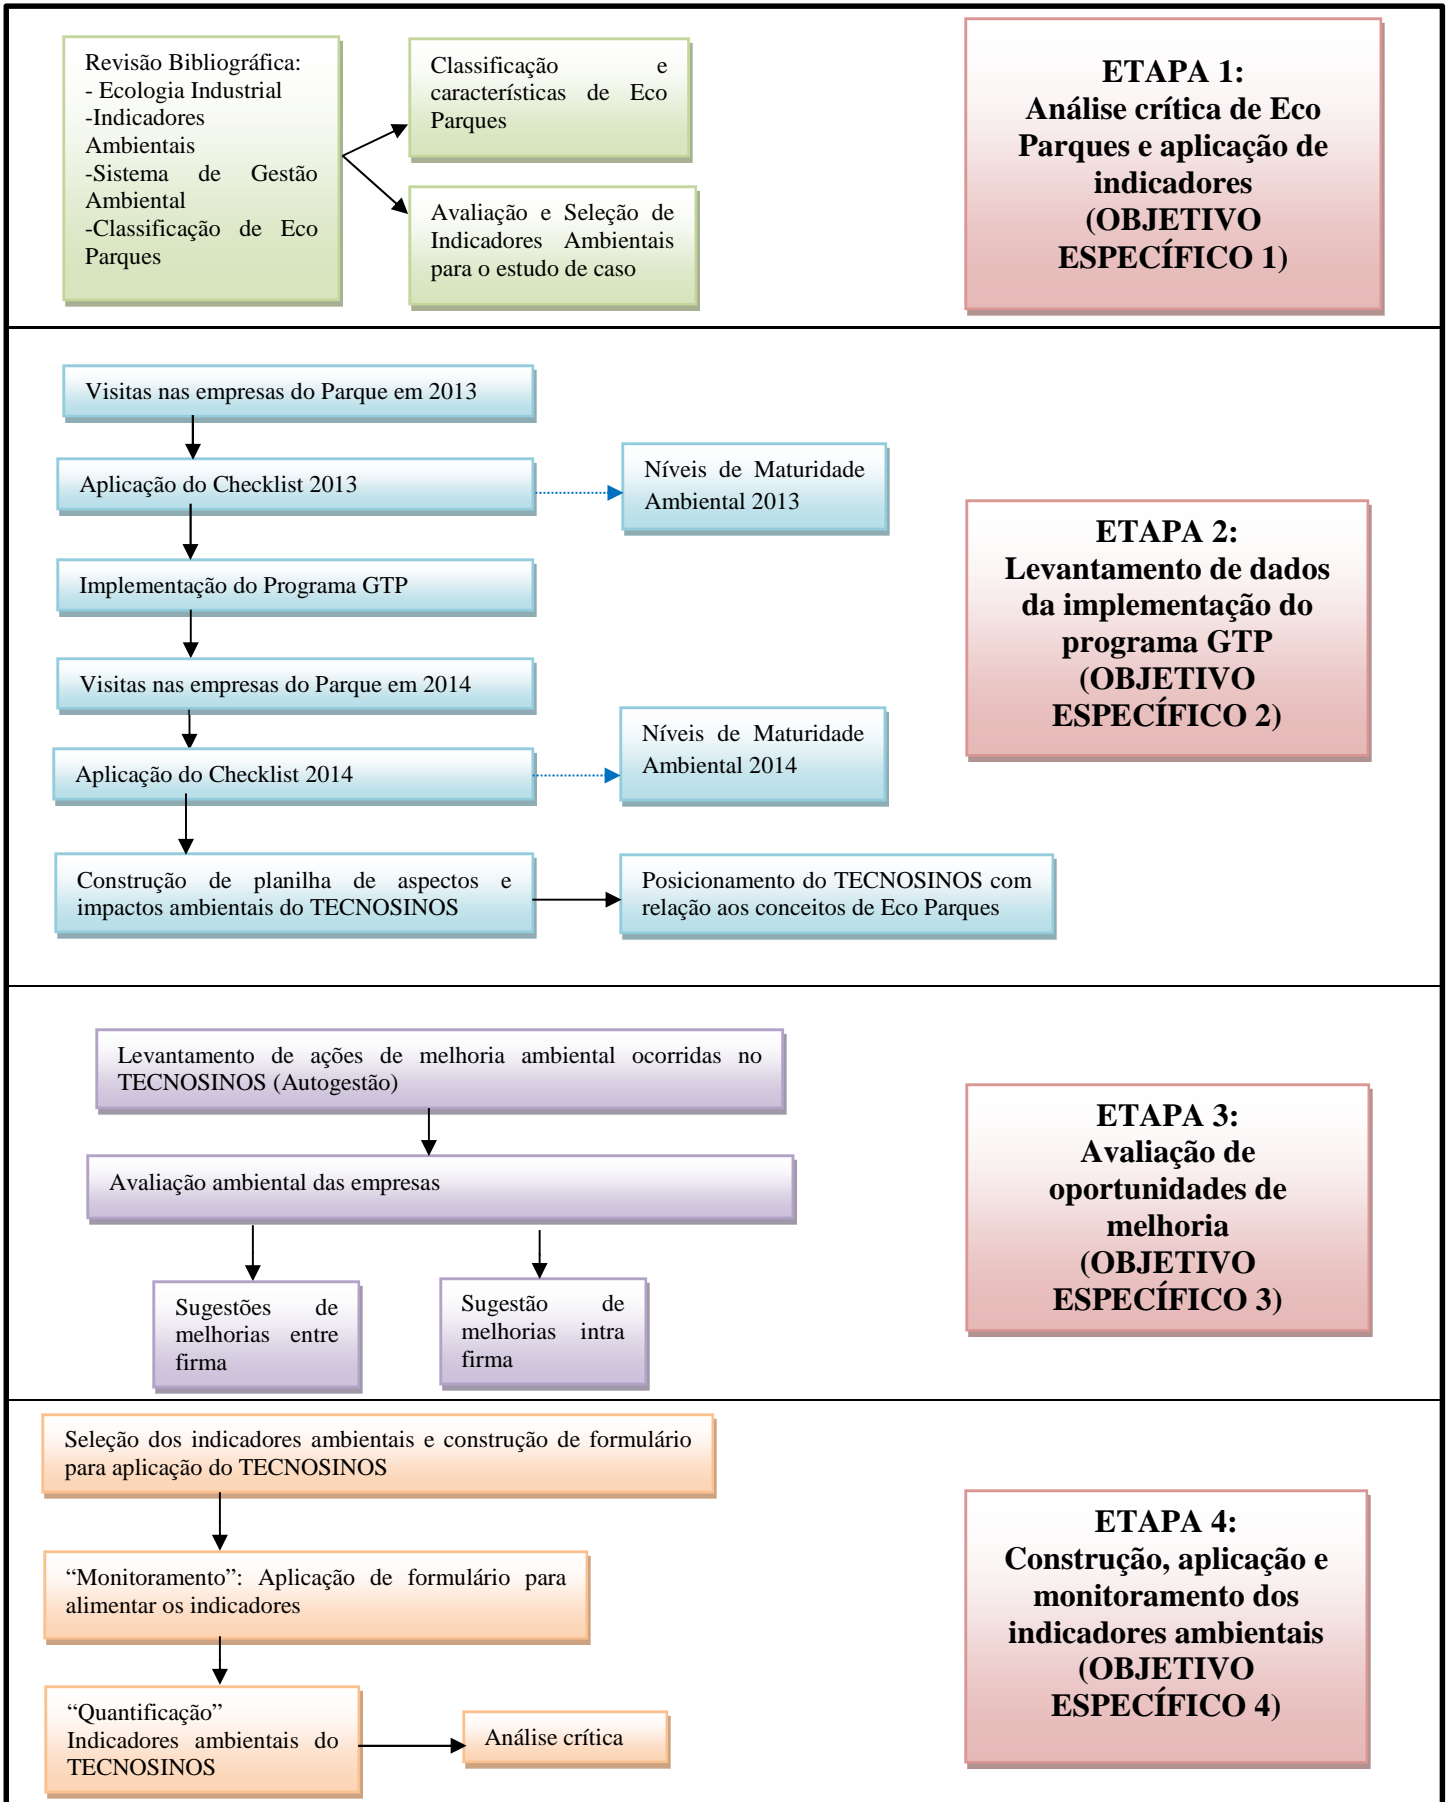 Revisão Bibliográfica:
- Ecologia Industrial
-Indicadores
Ambientais
-Sistema de Gestão
Ambiental
-Classificação de Eco
Parques
Classificação e
características de Eco
Parques
Avaliação e Seleção de
Indicadores Ambientais
para o estudo de caso
ETAPA 1:
Análise crítica de Eco
Parques e aplicação de
indicadores
(OBJETIVO
ESPECÍFICO 1)
Visitas nas empresas do Parque em 2013
Aplicação do Checklist 2013
Níveis de Maturidade
Ambiental 2013
Implementação do Programa GTP
Visitas nas empresas do Parque em 2014
Aplicação do Checklist 2014
Níveis de Maturidade
Ambiental 2014
Construção de planilha de aspectos e
impactos ambientais do TECNOSINOS
Posicionamento do TECNOSINOS com
relação aos conceitos de Eco Parques
ETAPA 2:
Levantamento de dados
da implementação do
programa GTP
(OBJETIVO
ESPECÍFICO 2)
Levantamento de ações de melhoria ambiental ocorridas no
TECNOSINOS (Autogestão)
Avaliação ambiental das empresas
Sugestões de
melhorias entre
firma
Sugestão de
melhorias intra
firma
ETAPA 3:
Avaliação de
oportunidades de
melhoria
(OBJETIVO
ESPECÍFICO 3)
Seleção dos indicadores ambientais e construção de formulário
para aplicação do TECNOSINOS
“Monitoramento”: Aplicação de formulário para
alimentar os indicadores
“Quantificação”
Indicadores ambientais do
TECNOSINOS
Análise crítica
ETAPA 4:
Construção, aplicação e
monitoramento dos
indicadores ambientais
(OBJETIVO
ESPECÍFICO 4)